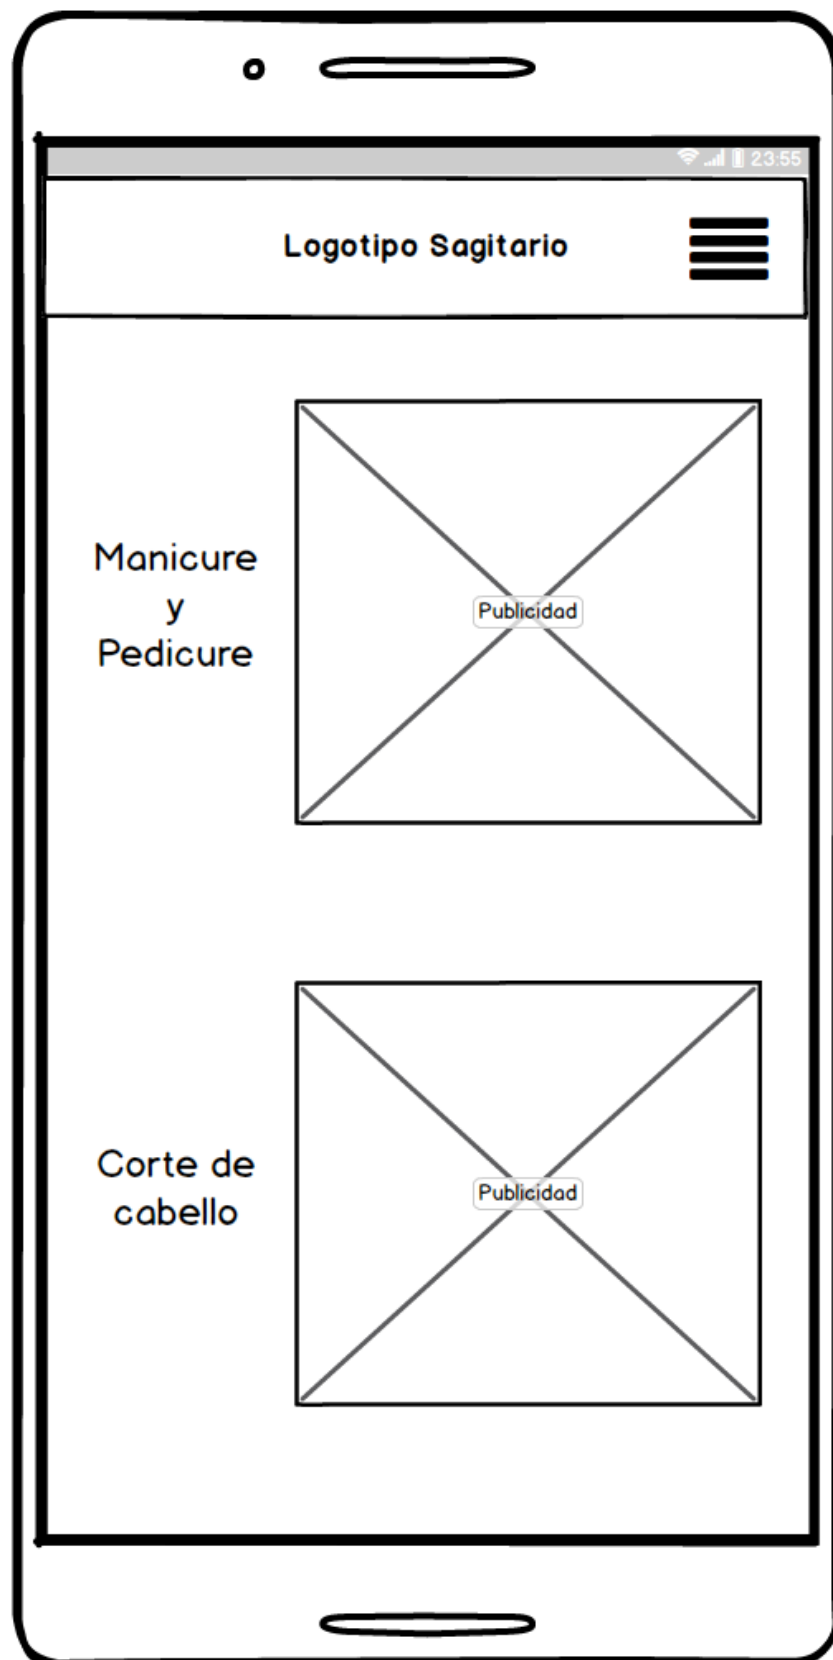 23:55
Logotipo Sagitario
Manicure
y
Pedicure
Publicidad
Corte de
cabello
Publicidad